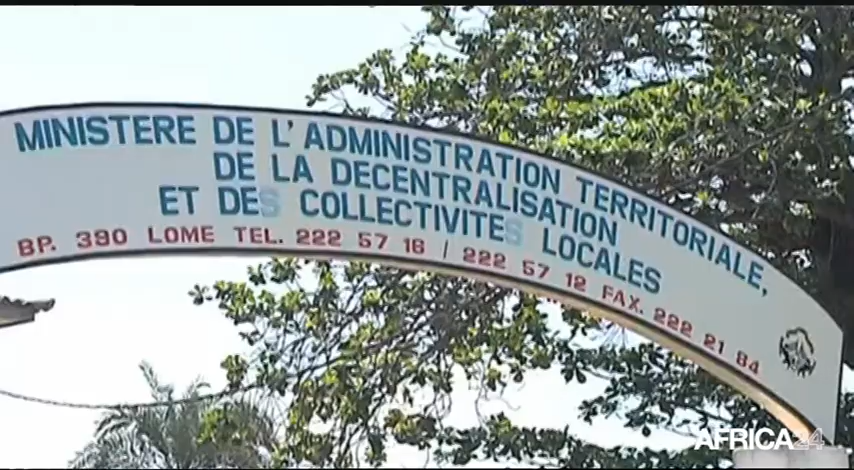 MINISTERE DE L'ADMINISTRATION TERRITORIALE,
DE LA DECENTRALISATION
ET DES COLLECTIVITES LOCALES
BP. 390 LOME TEL. 222 57 16 / 222 57 12 FAX. 222 21 84
AFRICA24